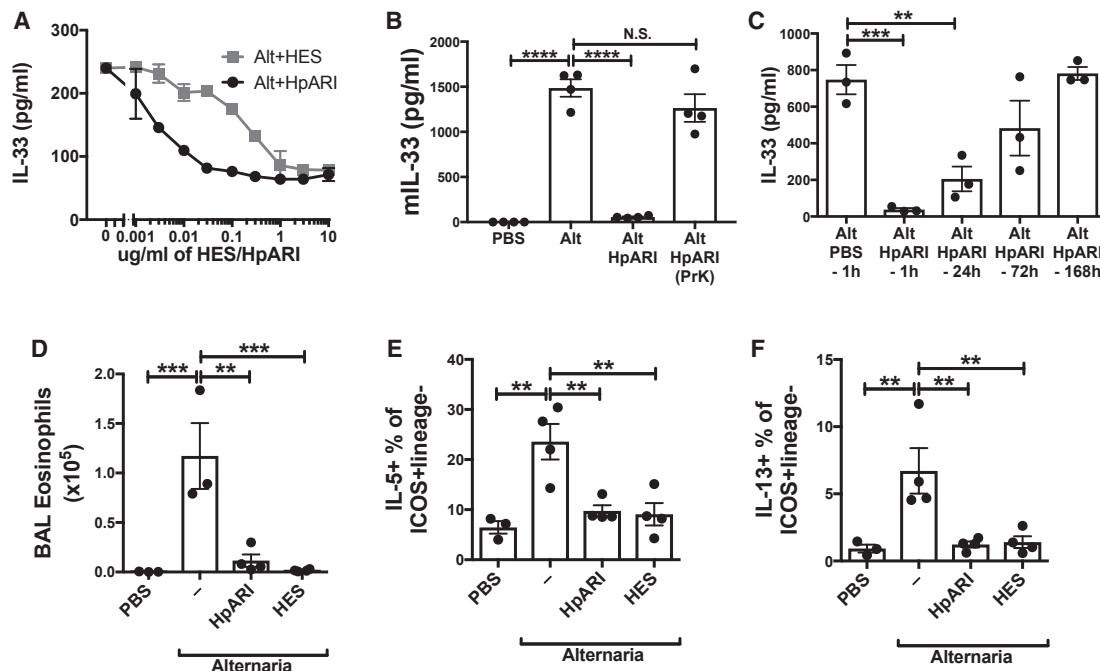 A
IL-33 (pg/ml)
300
200
100
0
Alt+HES
Alt+HpARI
0 0.001 0.01 0.1 1 10
ug/ml of HES/HpARI
B
mIL-33 (pg/ml)
2000
1500
1000
500
0
N.S.
**** ****
PBS Alt Alt Alt
HpARI HpARI
(PrK)
C
IL-33 (pg/ml)
1000
800
600
400
200
0
**
***
Alt Alt Alt Alt Alt
PBS HpARI HpARI HpARI HpARI
- 1h - 1h - 24h - 72h - 168h
D
BAL Eosinophils
(x10⁵)
2.0
1.5
1.0
0.5
0.0
***
*** **
PBS – HpARI HES
Alternaria
E
IL-5+ % of
ICOS+lineage-
40
30
20
10
0
**
** **
PBS – HpARI HES
Alternaria
F
IL-13+ % of
ICOS+lineage-
15
10
5
0
**
** **
PBS – HpARI HES
Alternaria